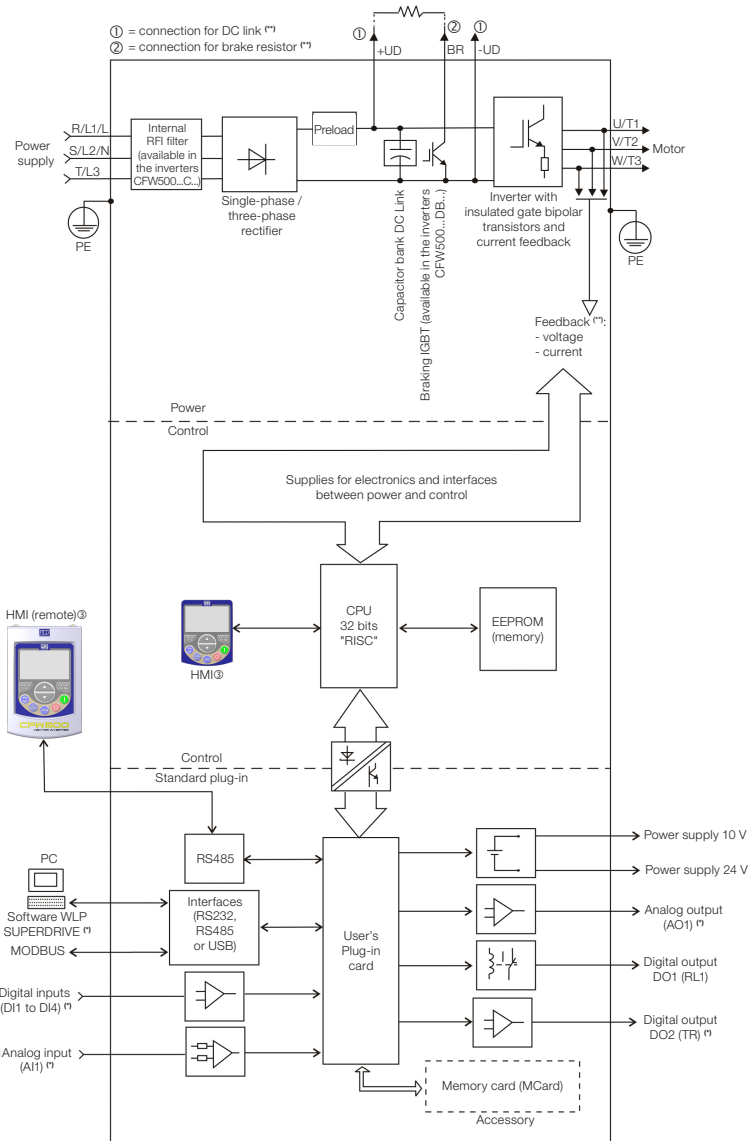 ① = connection for DC link (**)
② = connection for brake resistor (**)
① ② ①
+UD BR -UD
Power
supply
R/L1/L
S/L2/N
T/L3
PE
Internal
RFI filter
(available in
the inverters
CFW500...C...)
Single-phase /
three-phase
rectifier
Preload
Capacitor bank DC Link
Braking IGBT (available in the inverters
CFW500...DB...)
Inverter with
insulated gate bipolar
transistors and
current feedback
U/T1
V/T2
W/T3
Motor
PE
Feedback (**):
- voltage
- current
Power
Control
Supplies for electronics and interfaces
between power and control
HMI (remote)③
WEG
CFW500
VECTOR INVERTER
HMI③
CPU
32 bits
"RISC"
EEPROM
(memory)
Control
Standard plug-in
PC
Software WLP
SUPERDRIVE (*)
MODBUS
Digital inputs
(DI1 to DI4) (*)
Analog input
(AI1) (*)
RS485
Interfaces
(RS232,
RS485
or USB)
User's
Plug-in
card
Power supply 10 V
Power supply 24 V
Analog output
(AO1) (*)
Digital output
DO1 (RL1)
Digital output
DO2 (TR) (*)
Memory card (MCard)
Accessory